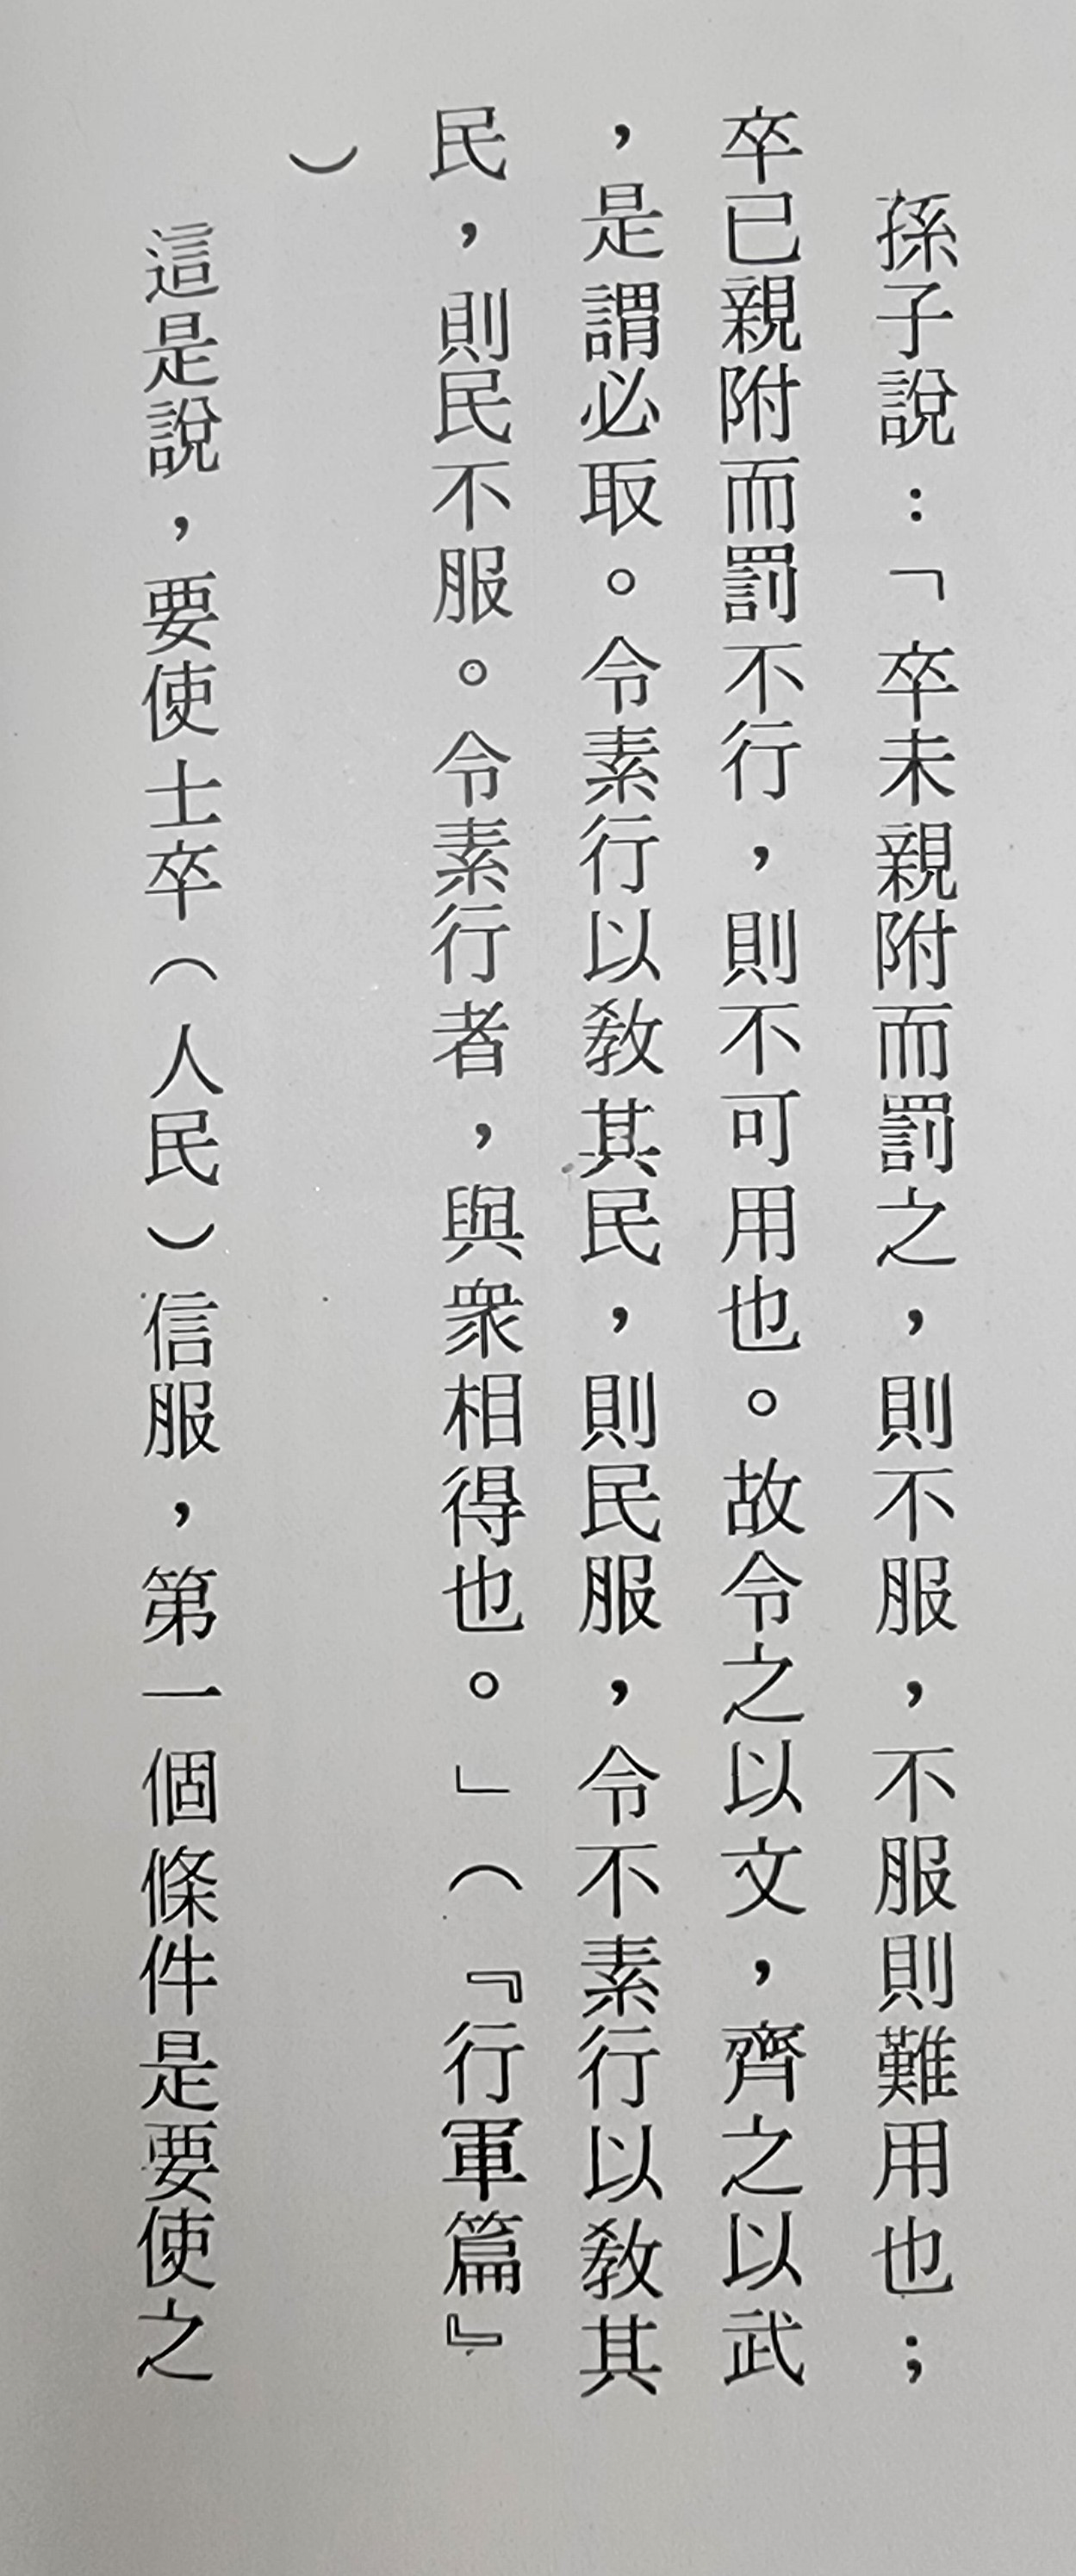 孫子說：「卒未親附而罰之，則不服，不服則難用也；
卒已親附而罰不行，則不可用也。故令之以文，齊之以武
，是謂必取。令素行以敎其民，則民服，令不素行以敎其
民，則民不服。令素行者，與衆相得也。」（『行軍篇』
）
這是說，要使士卒（人民）信服，第一個條件是要使之